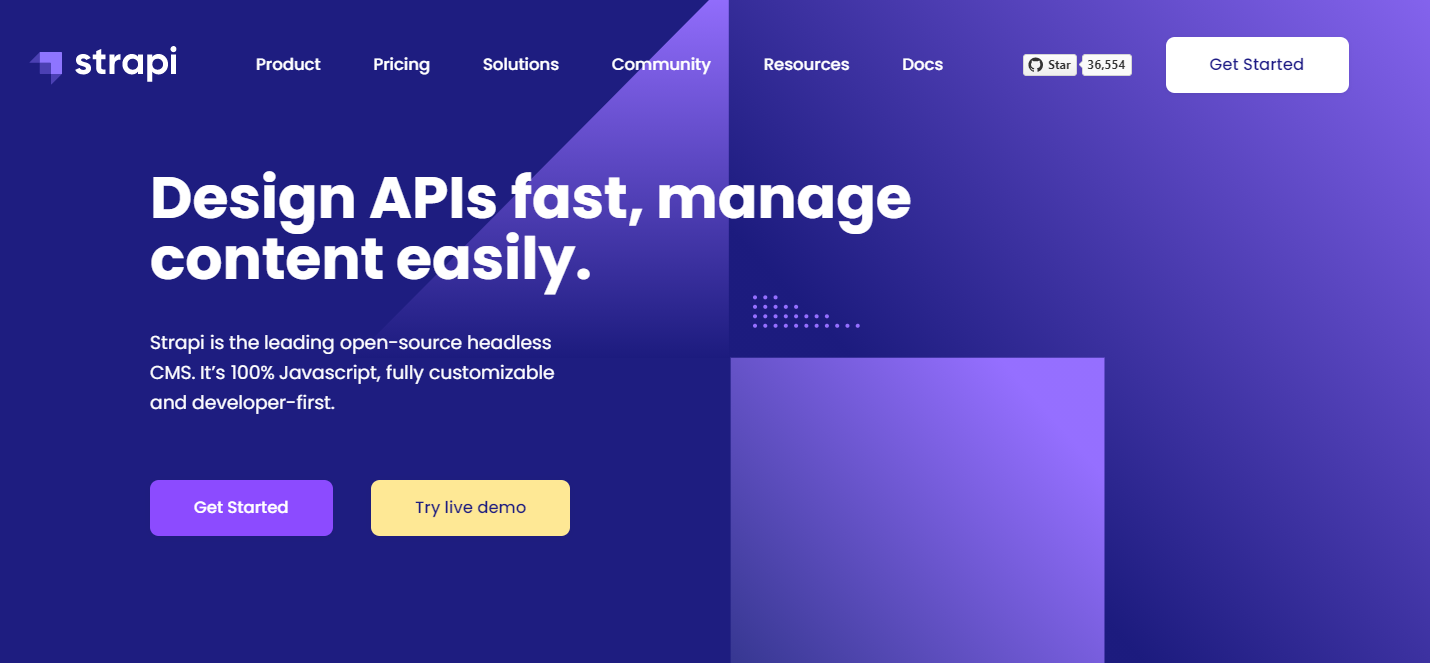 strapi
Product Pricing Solutions Community Resources Docs
Star 36,554
Get Started
Design APIs fast, manage
content easily.
Strapi is the leading open-source headless
CMS. It’s 100% Javascript, fully customizable
and developer-first.
Get Started
Try live demo